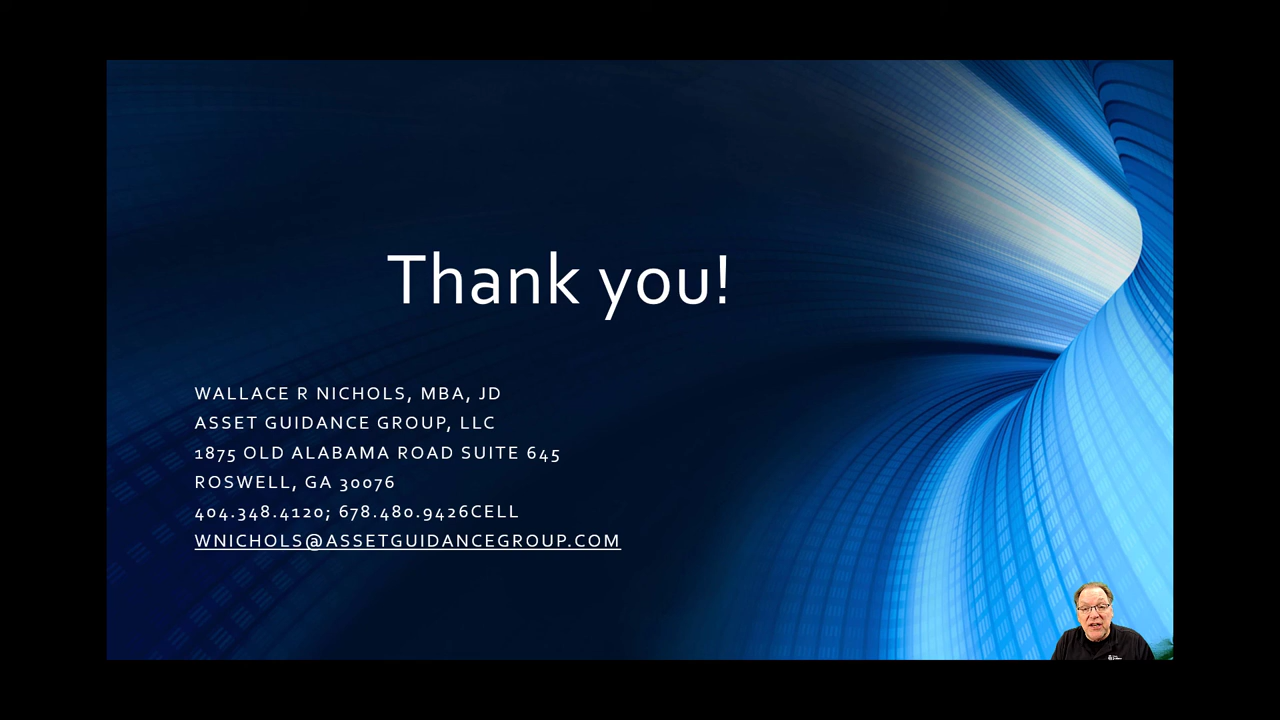 Thank you!
WALLACE R NICHOLS, MBA, JD
ASSET GUIDANCE GROUP, LLC
1875 OLD ALABAMA ROAD SUITE 645
ROSWELL, GA 30076
404.348.4120; 678.480.9426CELL
WNICHOLS@ASSETGUIDANCEGROUP.COM